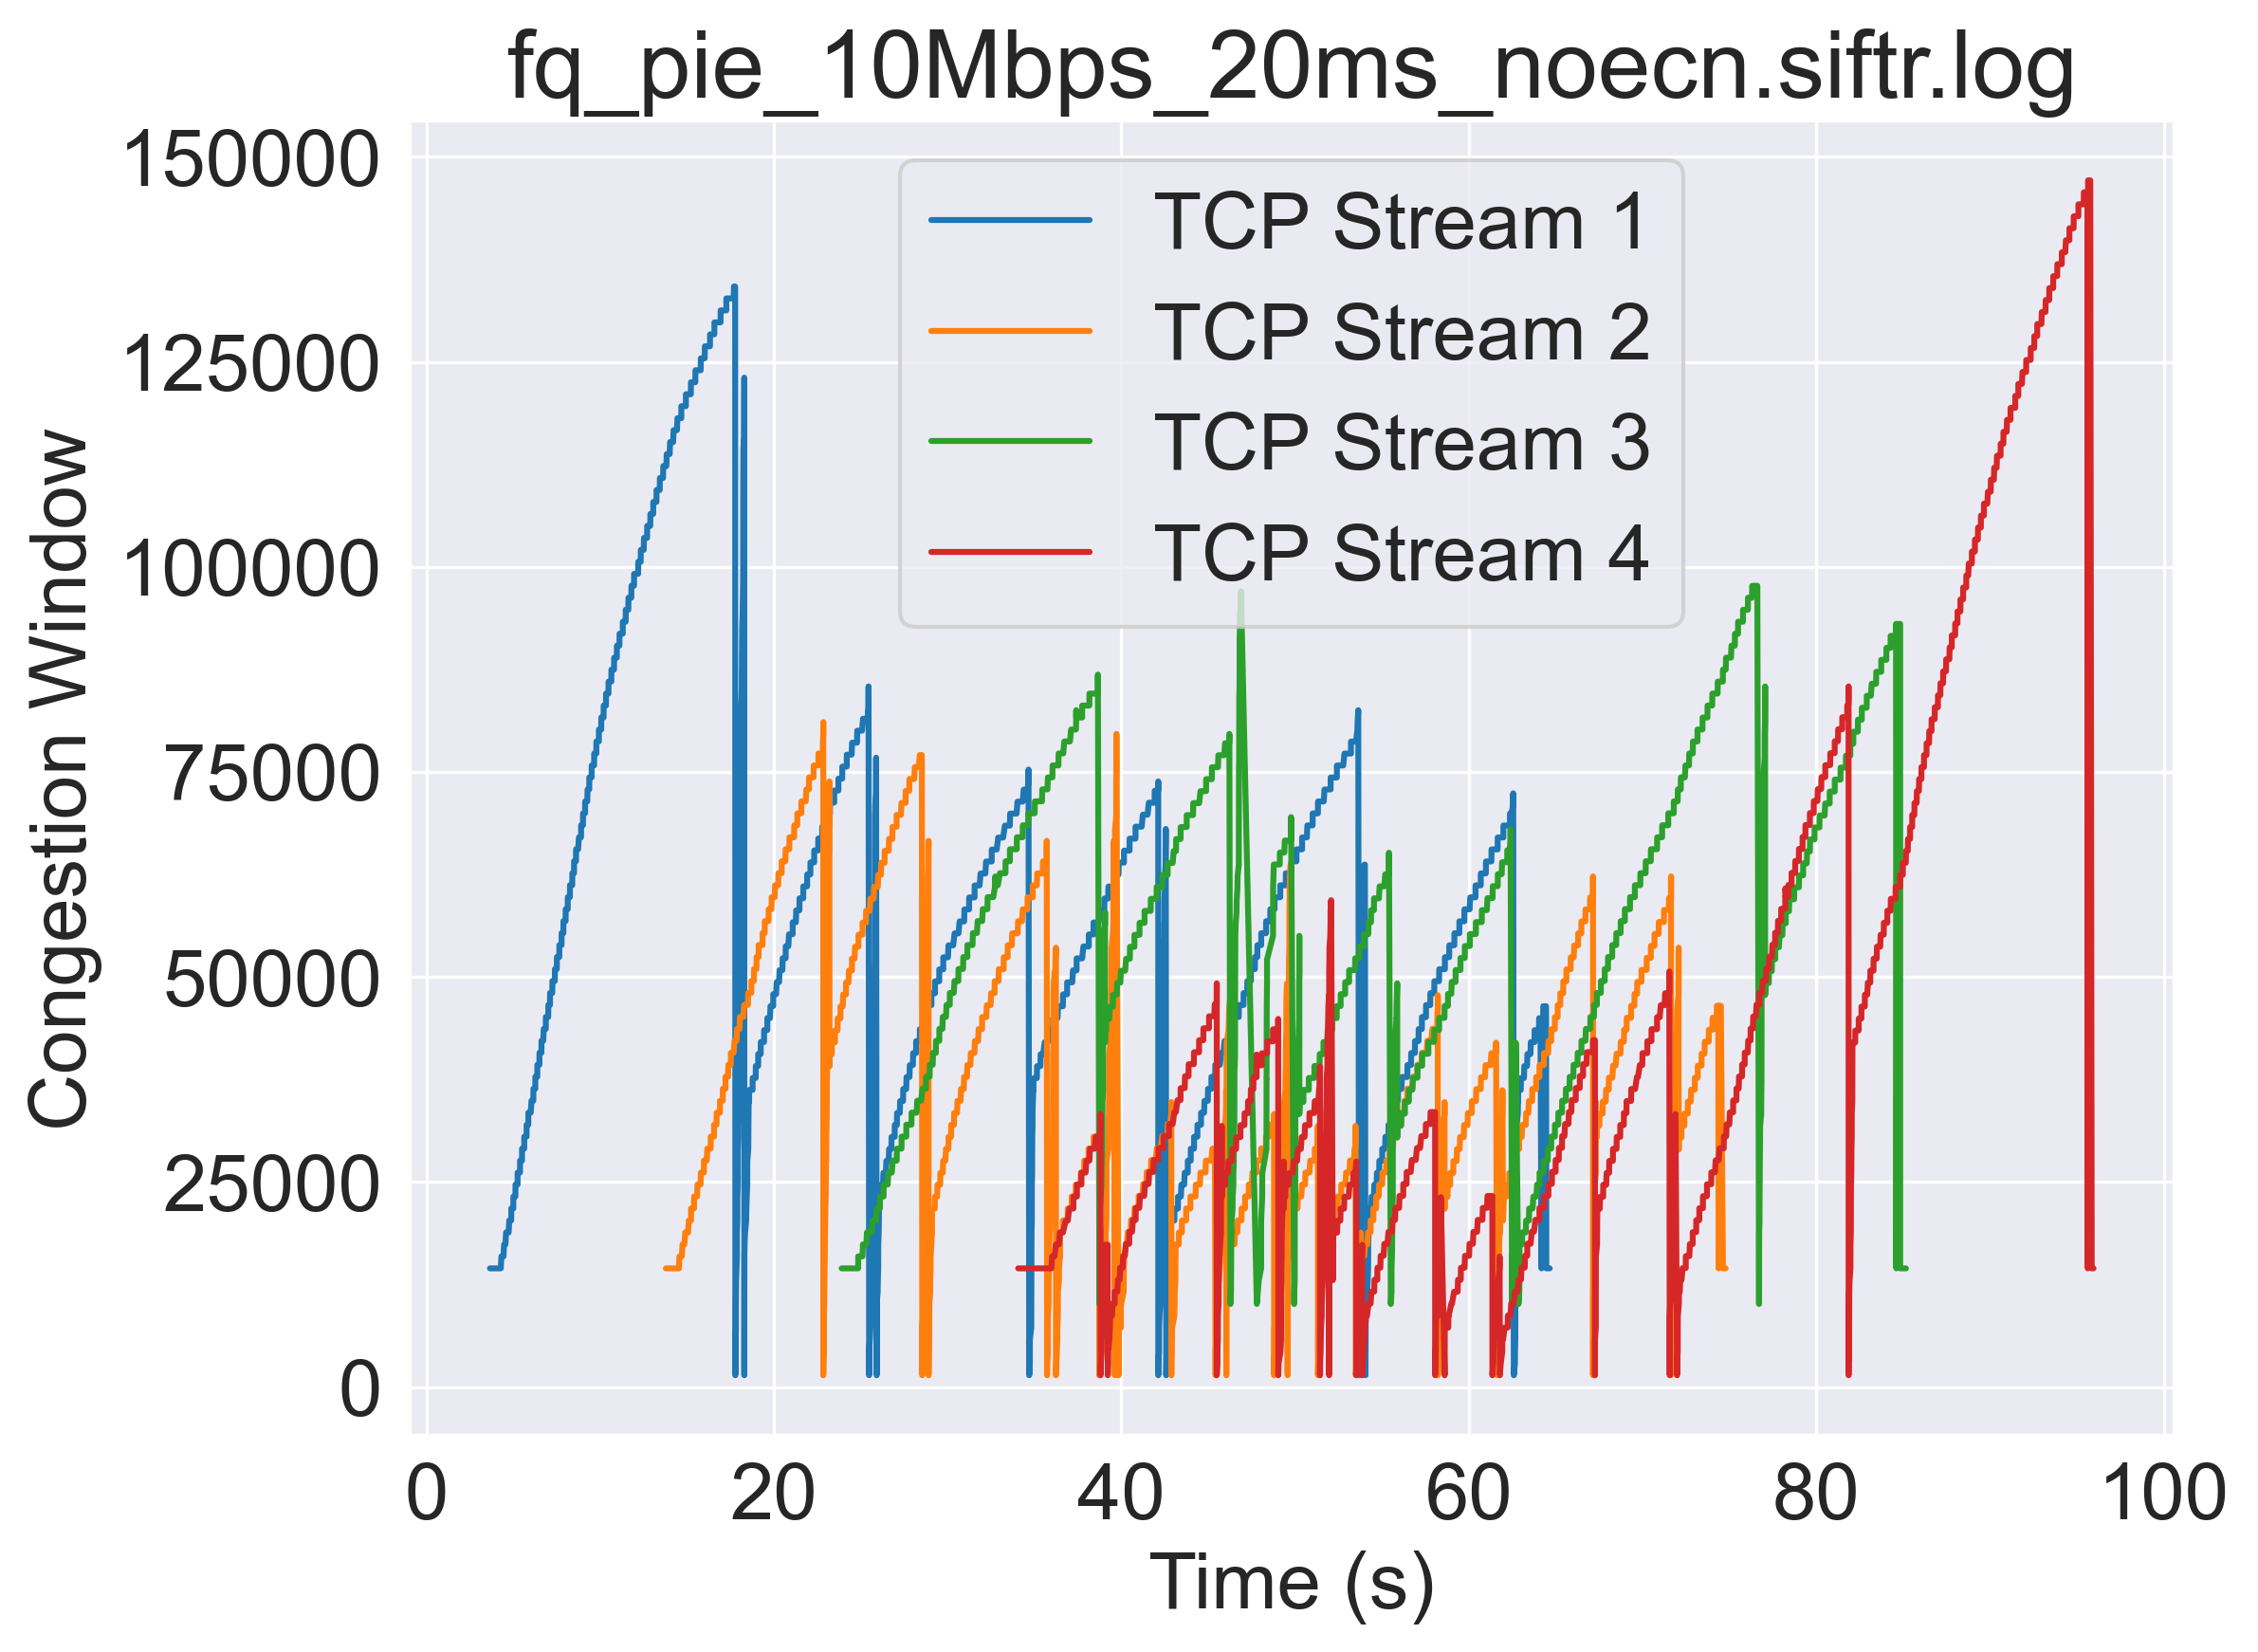 fq_pie_10Mbps_20ms_noecn.siftr.log
150000
125000
100000
75000
50000
25000
0
Congestion Window
TCP Stream 1
TCP Stream 2
TCP Stream 3
TCP Stream 4
0 20 40 60 80 100
Time (s)